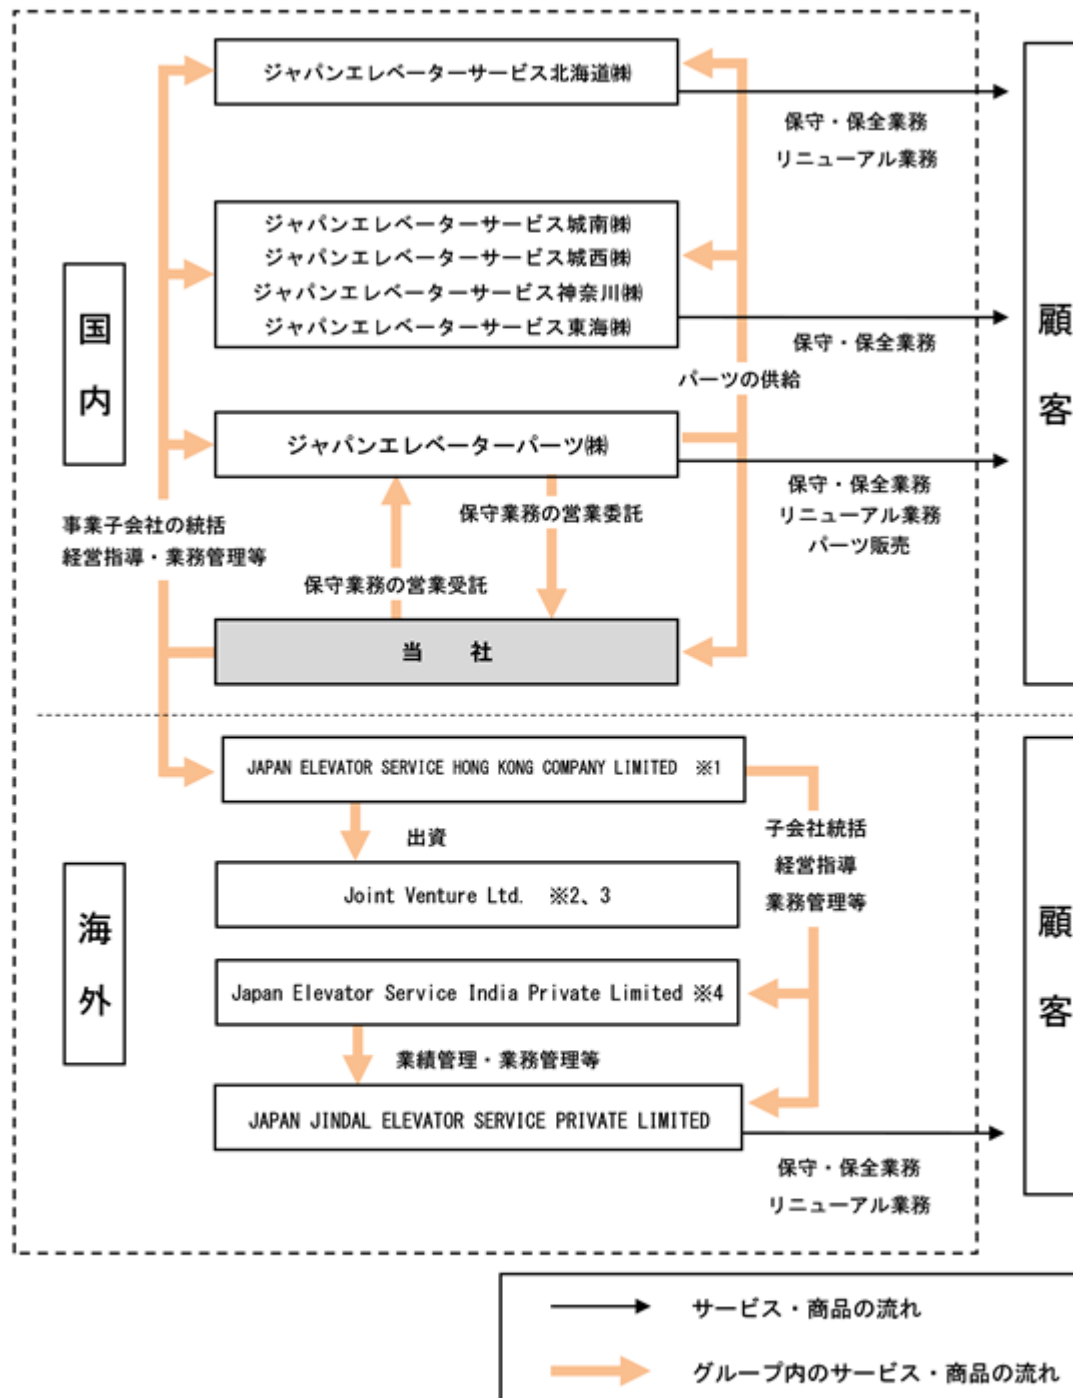 ジャパンエレベーターサービス北海道㈱
保守・保全業務
リニューアル業務
ジャパンエレベーターサービス城南㈱
ジャパンエレベーターサービス城西㈱
ジャパンエレベーターサービス神奈川㈱
ジャパンエレベーターサービス東海㈱
保守・保全業務
国内
顧客
パーツの供給
ジャパンエレベーターパーツ㈱
保守・保全業務
リニューアル業務
パーツ販売
保守業務の営業委託
事業子会社の統括
経営指導・業務管理等
保守業務の営業受託
当 社
JAPAN ELEVATOR SERVICE HONG KONG COMPANY LIMITED ※1
出資
子会社統括
経営指導
業務管理等
Joint Venture Ltd. ※2、3
海外
顧客
Japan Elevator Service India Private Limited ※4
業績管理・業務管理等
JAPAN JINDAL ELEVATOR SERVICE PRIVATE LIMITED
保守・保全業務
リニューアル業務
サービス・商品の流れ
グループ内のサービス・商品の流れ